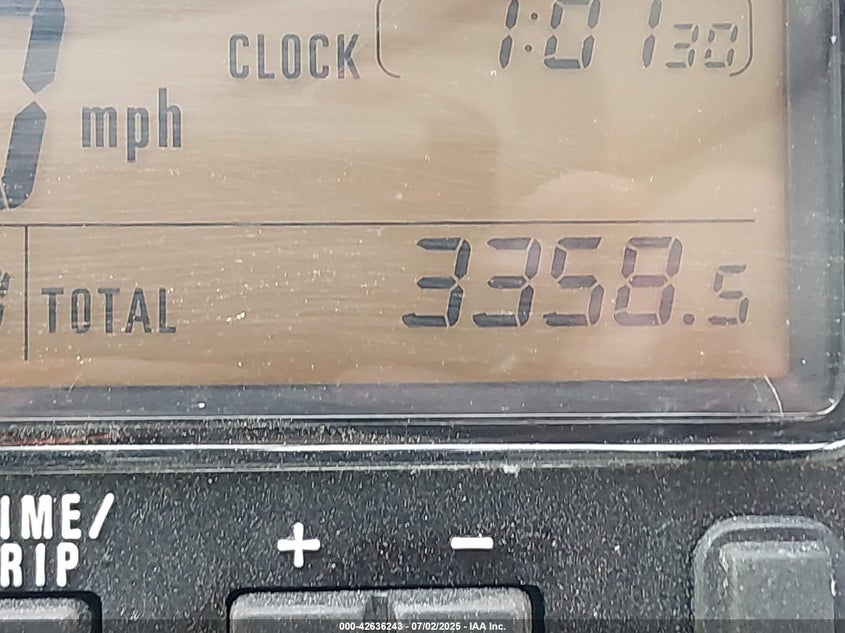 CLOCK 1:01 30
mph
TOTAL 3358.5
IME/
RIP
+ -
000-42636243 - 07/02/2025 - IAA Inc.